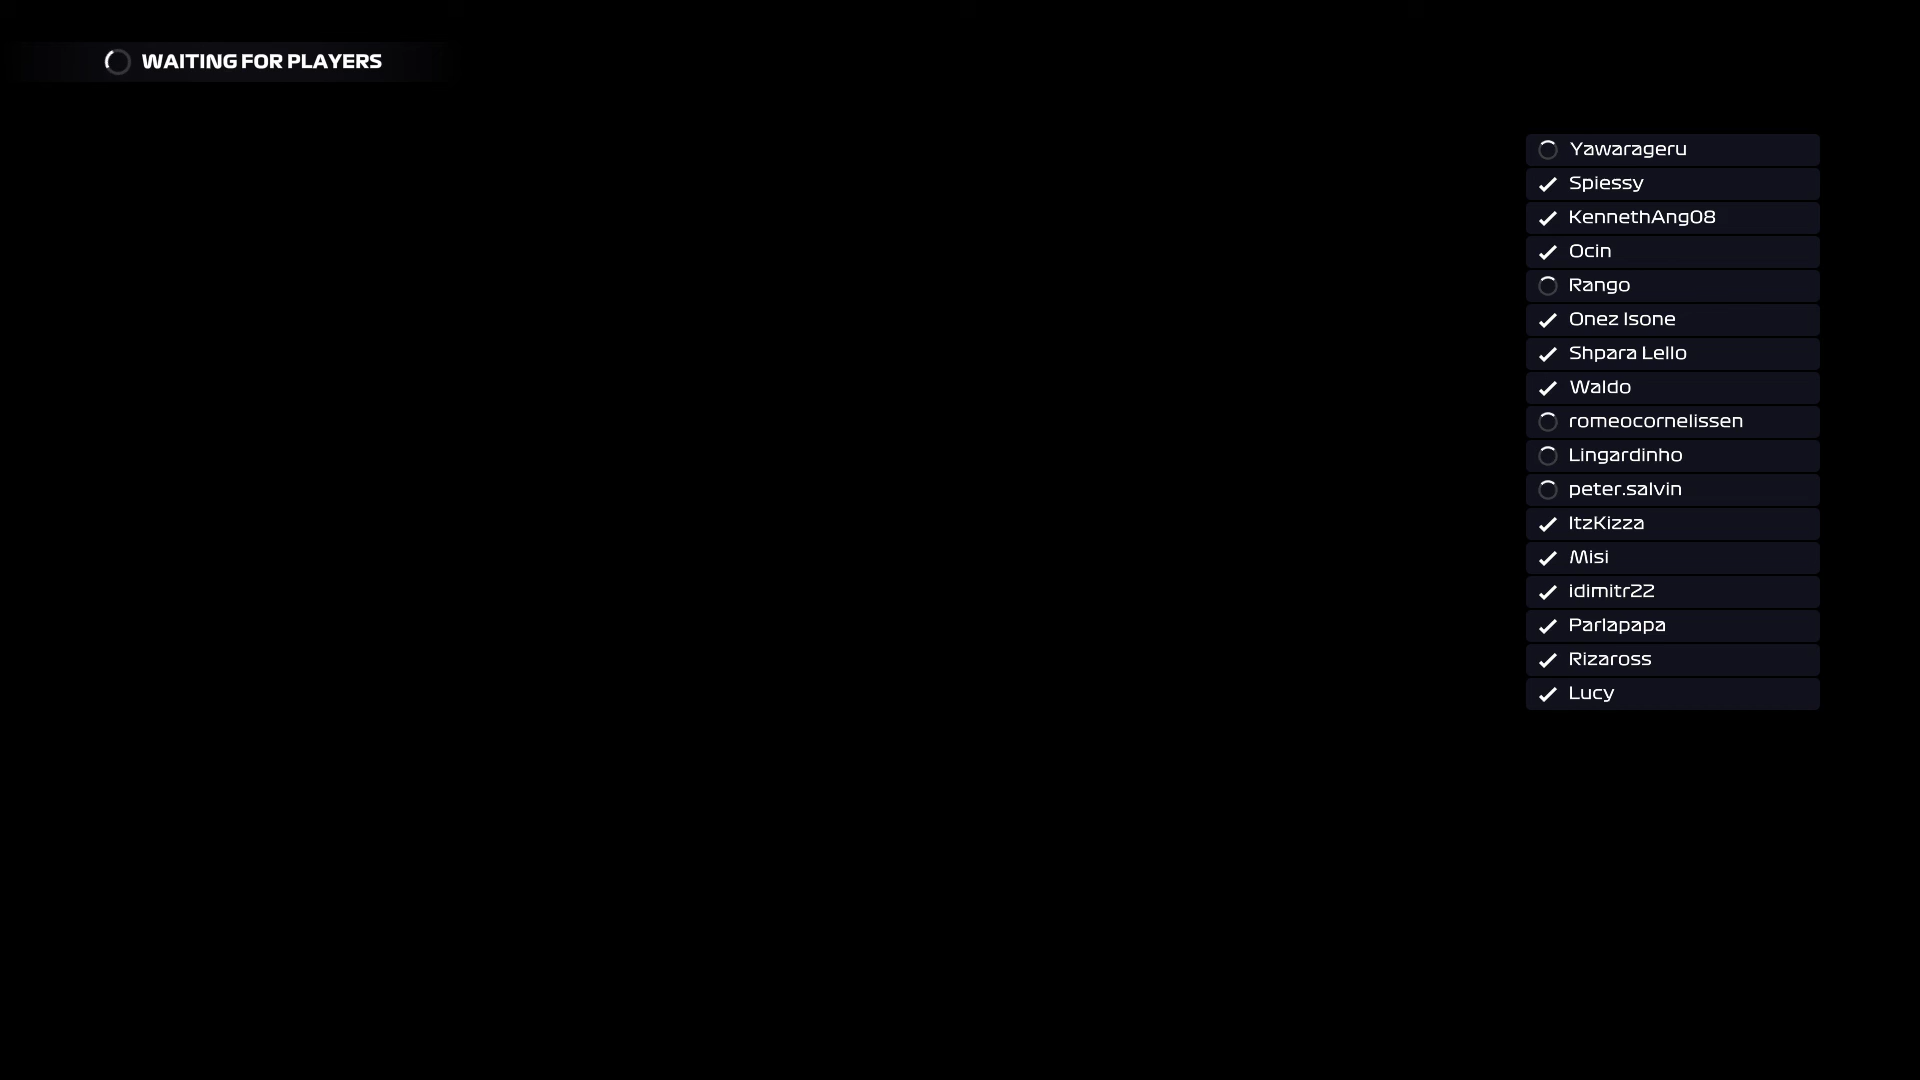 WAITING FOR PLAYERS
Yawarageru
Spiessy
KennethAng08
Ocin
Rango
Onez Isone
Shpara Lello
Waldo
romeocornelissen
Lingardinho
peter.salvin
ItzKizza
Misi
idimitr22
Parlapapa
Rizaross
Lucy